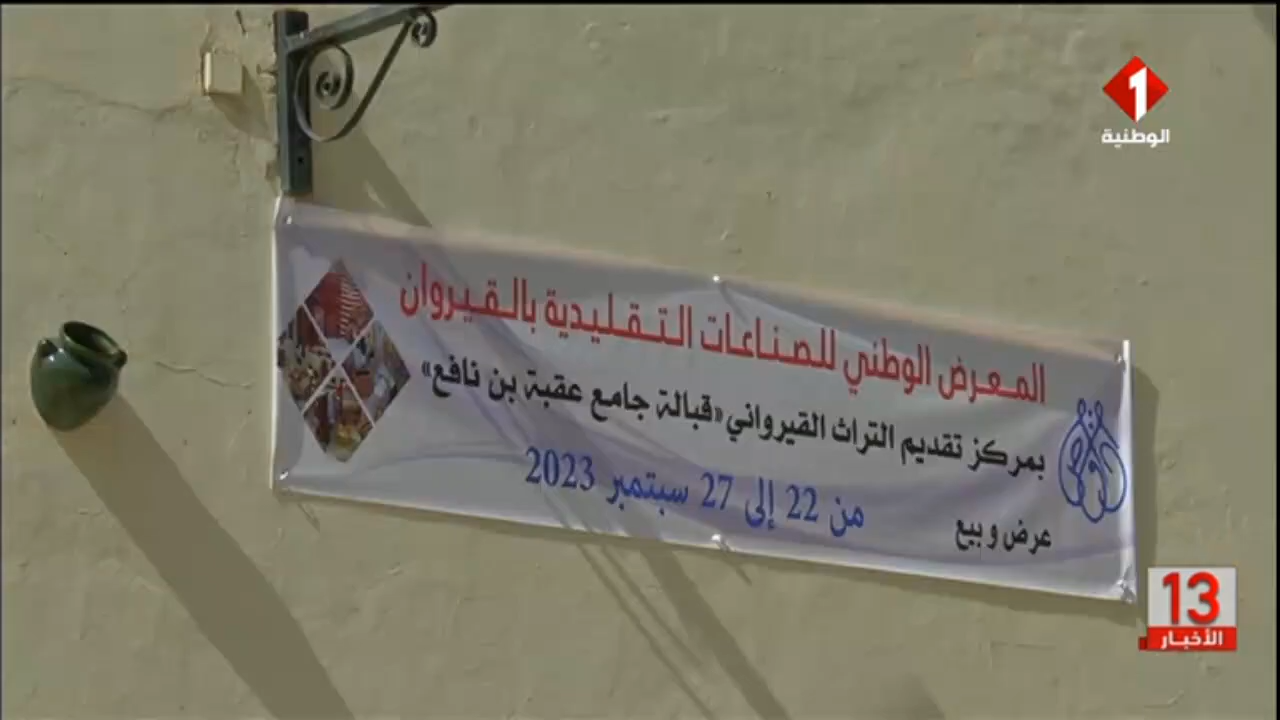 1
الوطنية
المعرض الوطني للصناعات التقليدية بالقيروان
بمركز تقديم التراث القيرواني «قبالة جامع عقبة بن نافع»
من 22 إلى 27 سبتمبر 2023
عرض و بيع
13
الأخبار